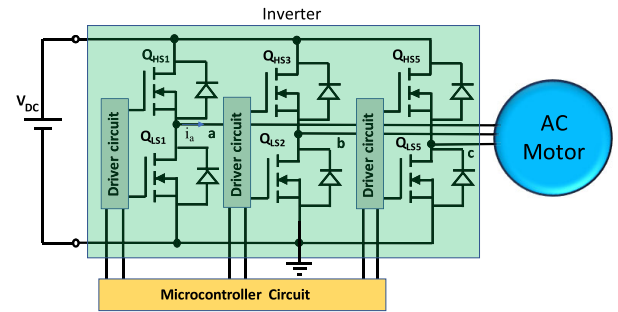 Inverter
Q_HS1
Q_HS3
Q_HS5
V_DC
Driver circuit
Driver circuit
Driver circuit
i_a
a
b
c
Q_LS1
Q_LS2
Q_LS5
AC
Motor
Microcontroller Circuit